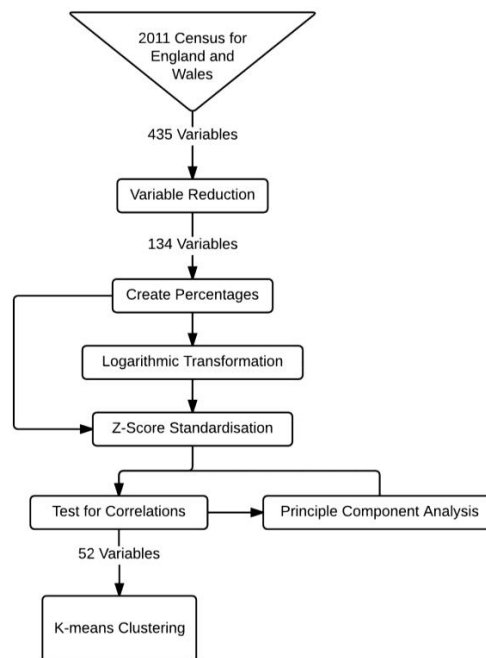 2011 Census for
England and
Wales
435 Variables
Variable Reduction
134 Variables
Create Percentages
Logarithmic Transformation
Z-Score Standardisation
Test for Correlations
Principle Component Analysis
52 Variables
K-means Clustering